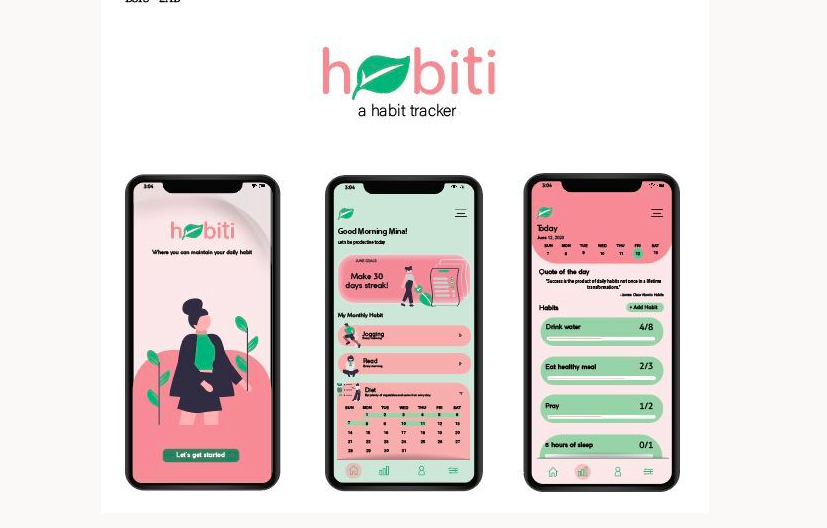 h biti
a habit tracker
3:04
h biti
Where you can maintain your daily habit
Let's get started
3:04
Good Morning Mina!
Let's be productive today
JUNE GOALS
Make 30
days streak!
My Monthly Habit
Jogging
Every morning
Read
Every morning
Diet
SUN MON TUE WED THU FRI SAT
1 2 3 4 5 6
7 8 9 10 11 12 13
14 15 16 17 18 19 20
21 22 23 24 25 26 27
28 29 30 31
3:04
Today
June 12, 2020
SUN MON TUE WED THU FRI SAT
7 8 9 10 11 12 13
Quote of the day
"Success is the product of daily habits not once in a lifetime
transformations."
-James Clear Atomic Habits
Habits
+ Add Habit
Drink water 4/8
Eat healthy meal 2/3
Pray 1/2
8 hours of sleep 0/1